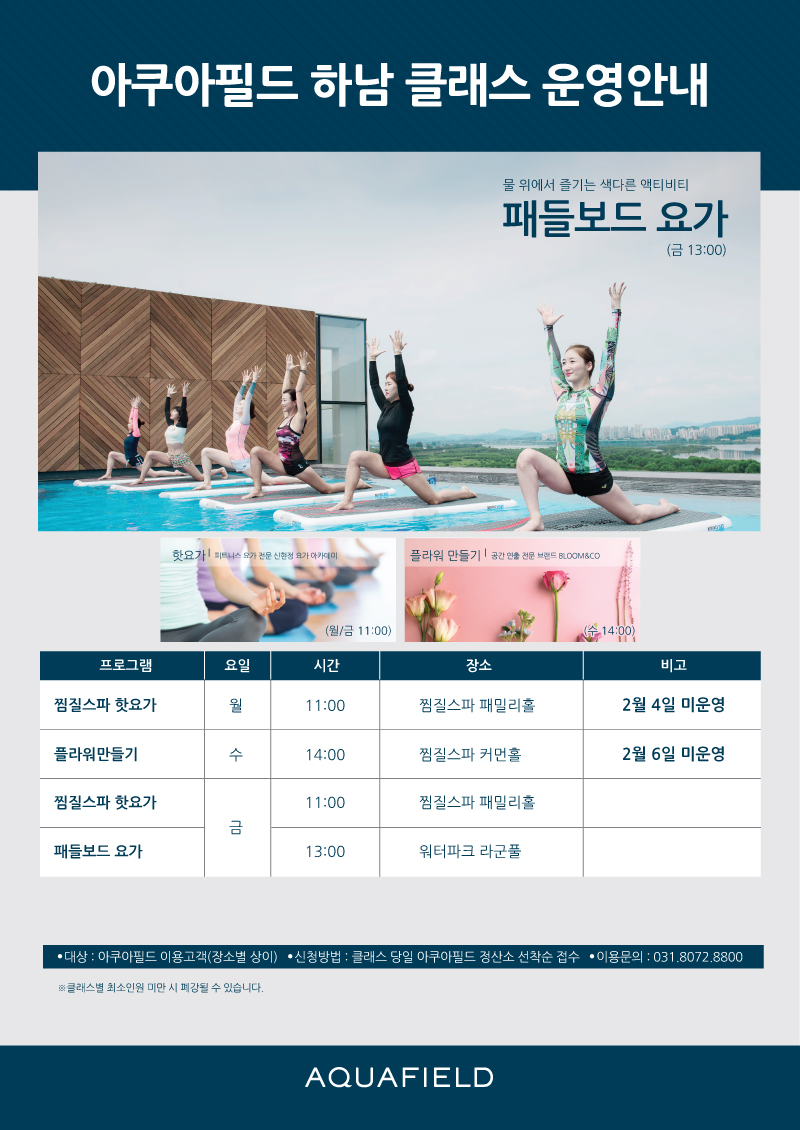 아쿠아필드 하남 클래스 운영안내
물 위에서 즐기는 색다른 액티비티
패들보드 요가
(금 13:00)
핫요가 | 피트니스 요가 전문 신현정 요가 아카데미
(월/금 11:00)
플라워 만들기 | 공간 연출 전문 브랜드 BLOOM&CO
(수 14:00)
프로그램 요일 시간 장소 비고
찜질스파 핫요가 월 11:00 찜질스파 패밀리홀 2월 4일 미운영
플라워만들기 수 14:00 찜질스파 커먼홀 2월 6일 미운영
찜질스파 핫요가 금 11:00 찜질스파 패밀리홀
패들보드 요가 13:00 워터파크 라군풀
•대상 : 아쿠아필드 이용고객(장소별 상이) •신청방법 : 클래스 당일 아쿠아필드 정산소 선착순 접수 •이용문의 : 031.8072.8800
※클래스별 최소인원 미만 시 폐강될 수 있습니다.
AQUAFIELD